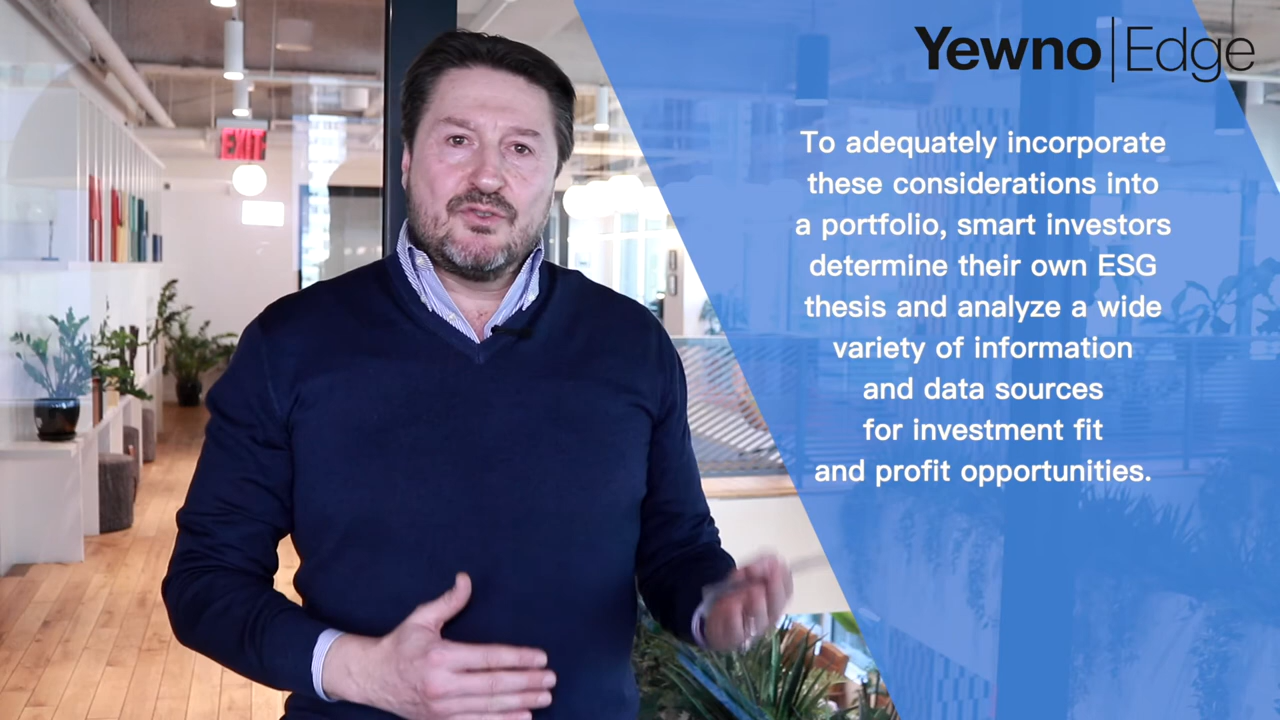 Yewno|Edge
EXIT
To adequately incorporate
these considerations into
a portfolio, smart investors
determine their own ESG
thesis and analyze a wide
variety of information
and data sources
for investment fit
and profit opportunities.